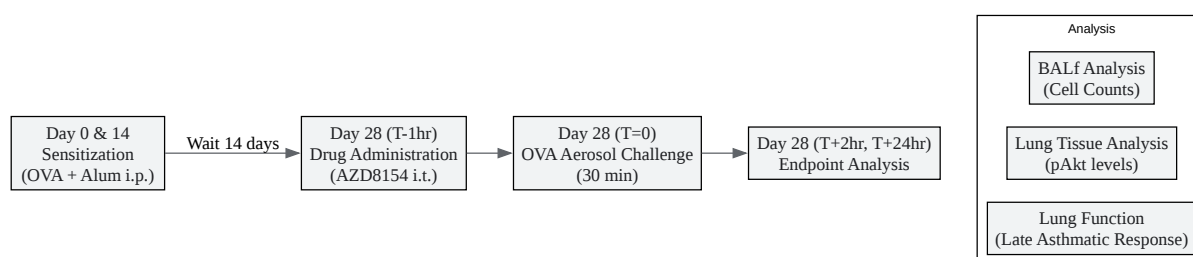 Day 0 & 14
Sensitization
(OVA + Alum i.p.)
Wait 14 days
Day 28 (T-1hr)
Drug Administration
(AZD8154 i.t.)
Day 28 (T=0)
OVA Aerosol Challenge
(30 min)
Day 28 (T+2hr, T+24hr)
Endpoint Analysis
Analysis
BALf Analysis
(Cell Counts)
Lung Tissue Analysis
(pAkt levels)
Lung Function
(Late Asthmatic Response)